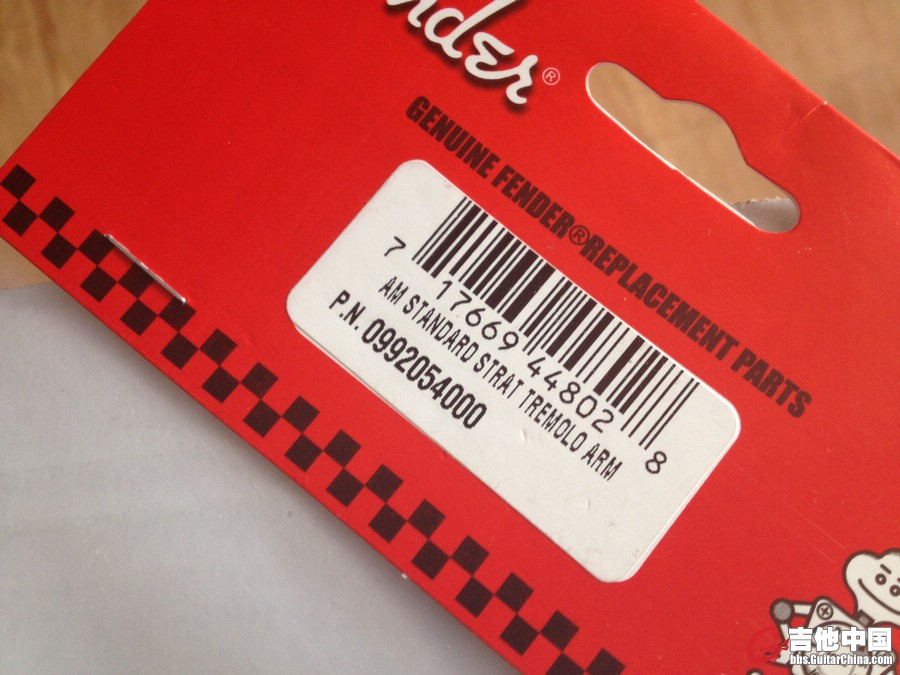 nder®
GENUINE FENDER®REPLACEMENT PARTS
7 17669 44802 8
AM STANDARD STRAT TREMOLO ARM
P.N. 0992054000
吉他中国
bbs.GuitarChina.com